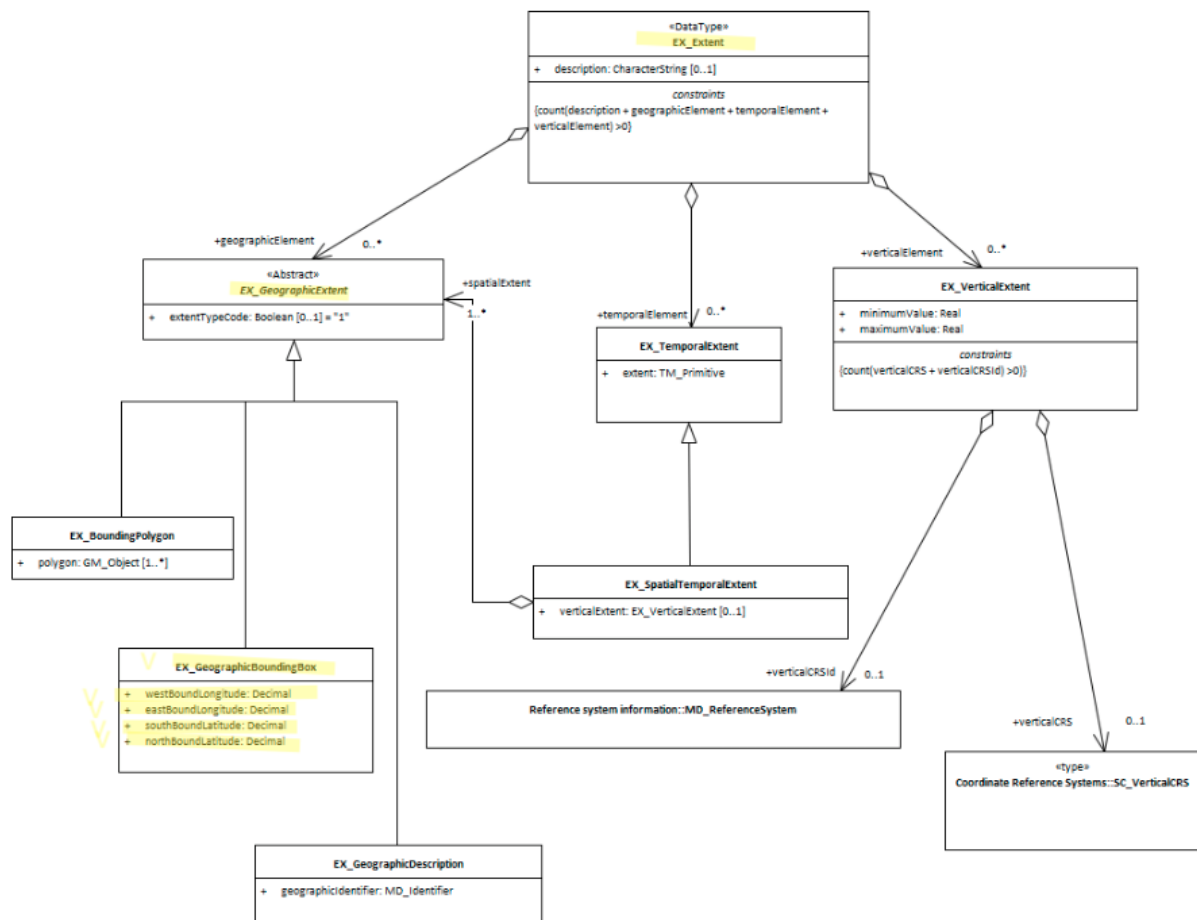 «DataType»
EX_Extent
+ description: CharacterString [0..1]
constraints
{count(description + geographicElement + temporalElement +
verticalElement) >0}
+geographicElement
0..*
«Abstract»
EX_GeographicExtent
+ extentTypeCode: Boolean [0..1] = "1"
+spatialExtent
1..*
+temporalElement
0..*
EX_TemporalExtent
+ extent: TM_Primitive
+verticalElement
0..*
EX_VerticalExtent
+ minimumValue: Real
+ maximumValue: Real
constraints
{count(verticalCRS + verticalCRSId) >0)}
EX_BoundingPolygon
+ polygon: GM_Object [1..*]
EX_SpatialTemporalExtent
+ verticalExtent: EX_VerticalExtent [0..1]
EX_GeographicBoundingBox
+ westBoundLongitude: Decimal
+ eastBoundLongitude: Decimal
+ southBoundLatitude: Decimal
+ northBoundLatitude: Decimal
+verticalCRSId
0..1
Reference system information::MD_ReferenceSystem
+verticalCRS
0..1
«type»
Coordinate Reference Systems::SC_VerticalCRS
EX_GeographicDescription
+ geographicIdentifier: MD_Identifier